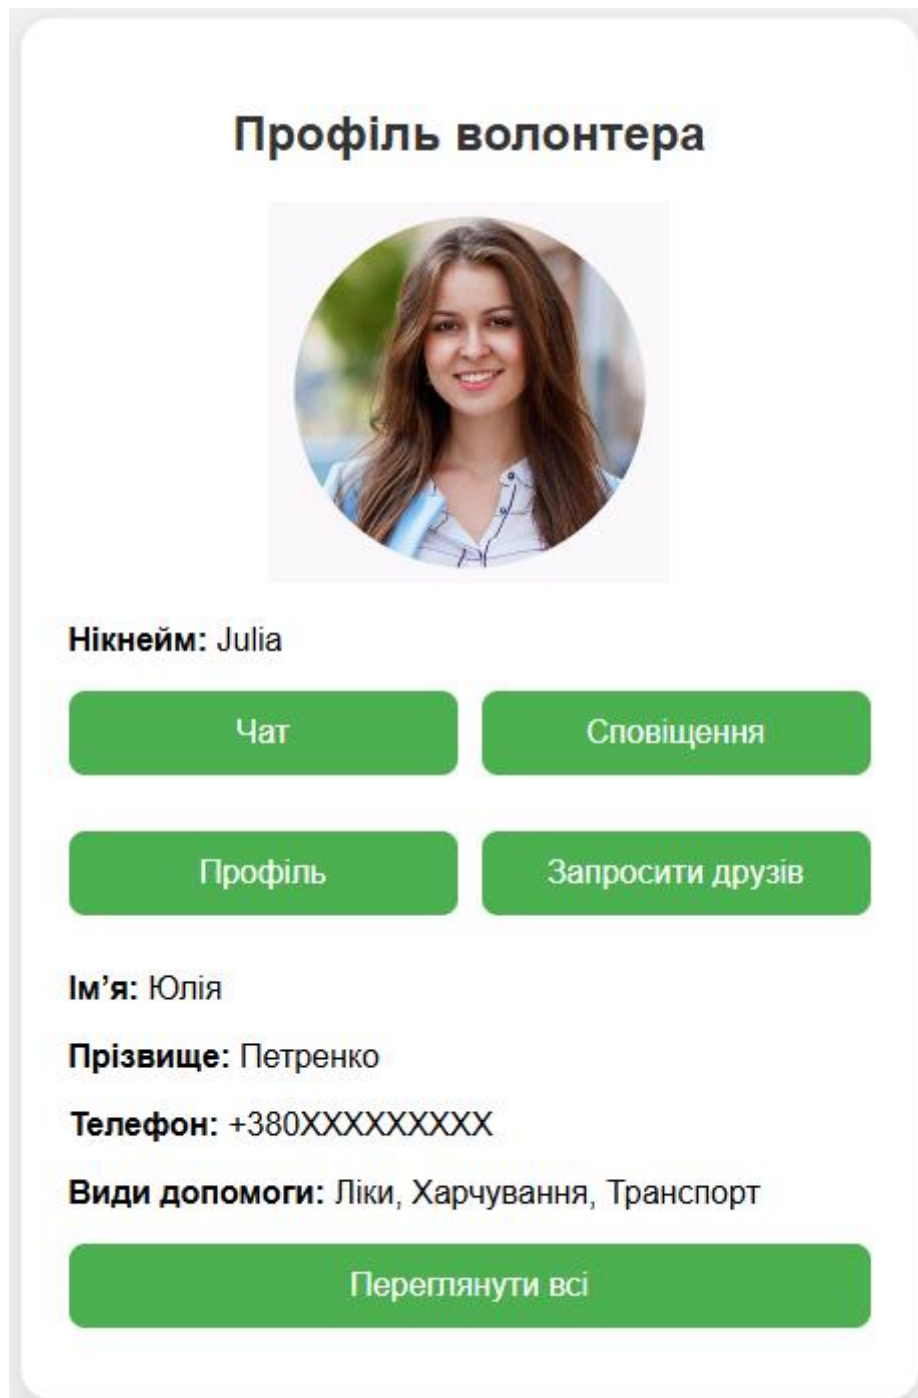 Профіль волонтера
Нікнейм: Julia
Чат
Сповіщення
Профіль
Запросити друзів
Ім’я: Юлія
Прізвище: Петренко
Телефон: +380XXXXXXXXX
Види допомоги: Ліки, Харчування, Транспорт
Переглянути всі